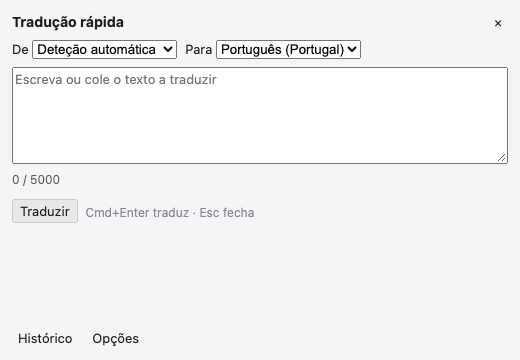 Tradução rápida ×
De Deteção automática Para Português (Portugal)
Escreva ou cole o texto a traduzir
0 / 5000
Traduzir Cmd+Enter traduz · Esc fecha
Histórico Opções